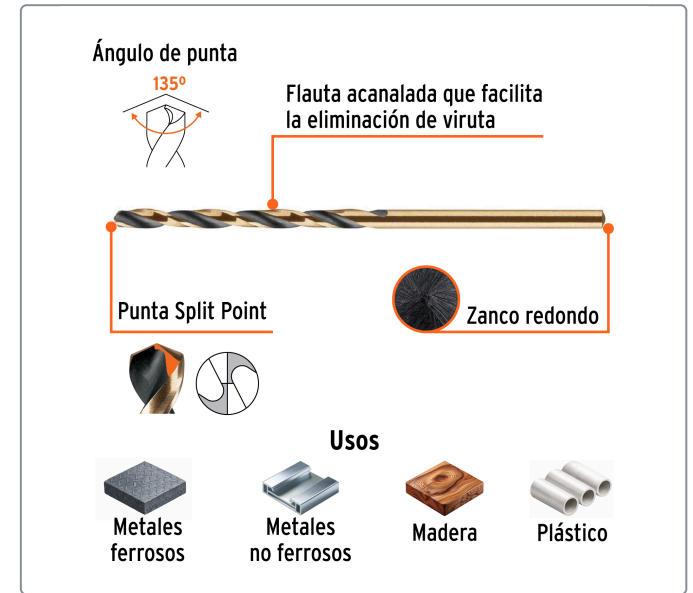 Ángulo de punta
135º
Flauta acanalada que facilita
la eliminación de viruta
Punta Split Point
Zanco redondo
Usos
Metales
ferrosos
Metales
no ferrosos
Madera
Plástico